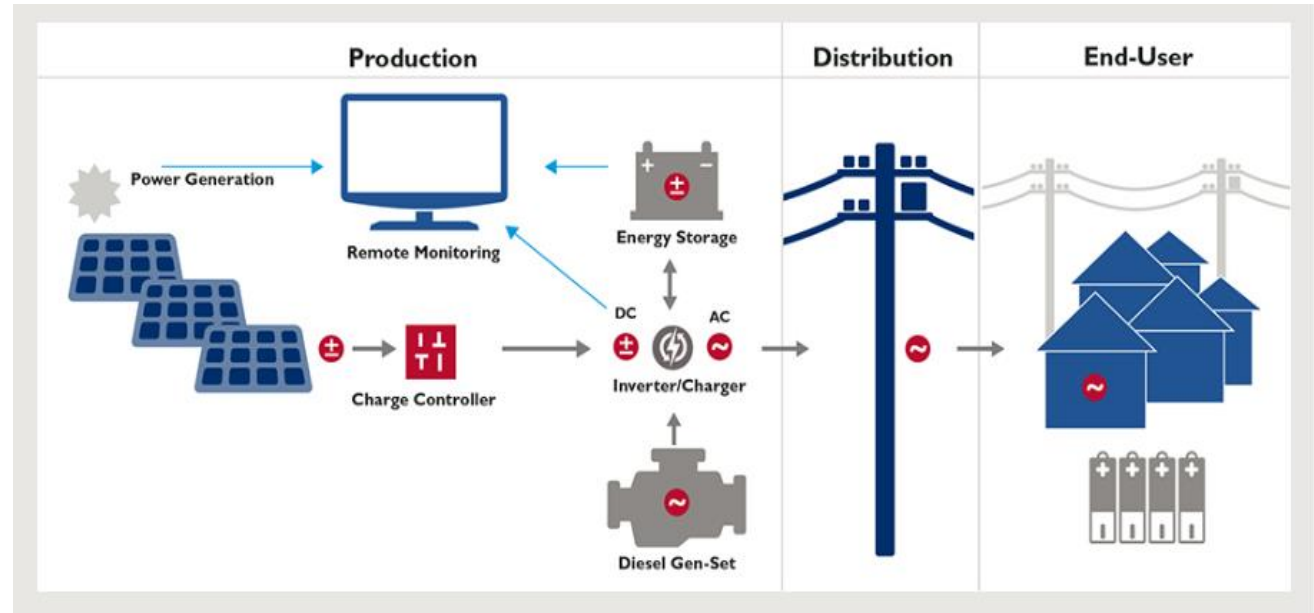 Production
Distribution
End-User
Power Generation
Remote Monitoring
+ -
±
Energy Storage
DC
AC
±
±
~
~
~
Charge Controller
Inverter/Charger
~
Diesel Gen-Set
+ + + +
- - - -